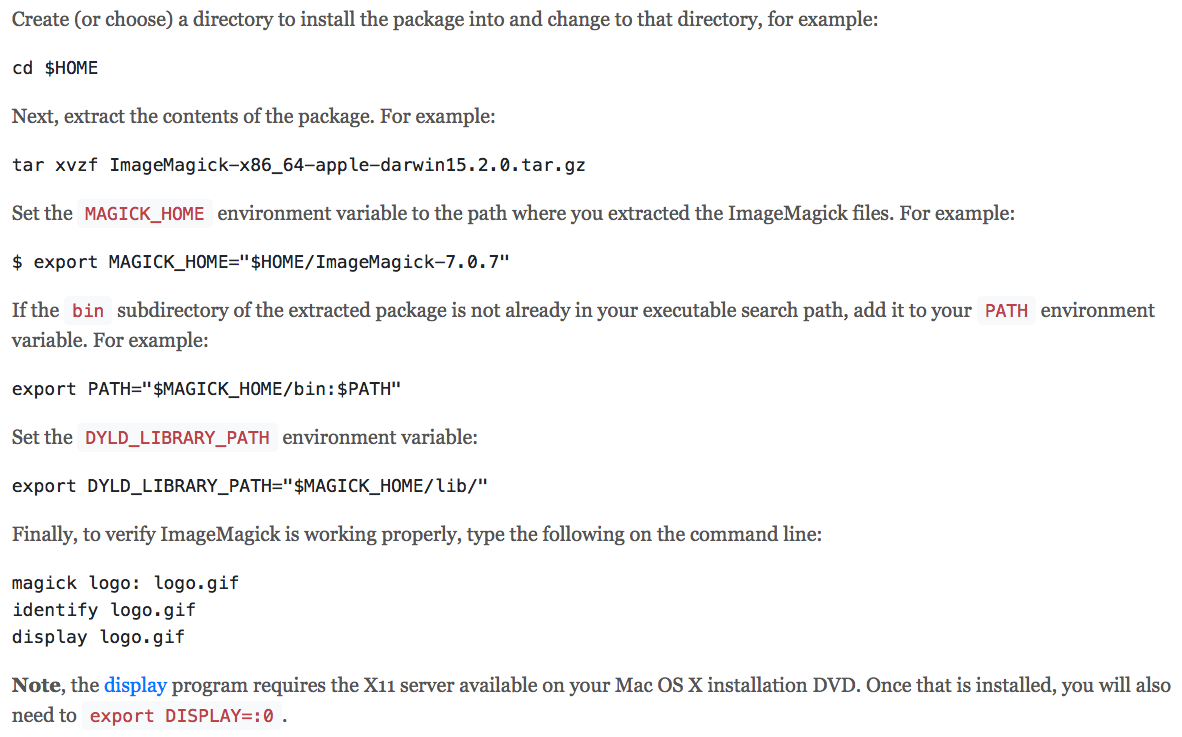 Create (or choose) a directory to install the package into and change to that directory, for example:
cd $HOME
Next, extract the contents of the package. For example:
tar xvzf ImageMagick-x86_64-apple-darwin15.2.0.tar.gz
Set the MAGICK_HOME environment variable to the path where you extracted the ImageMagick files. For example:
$ export MAGICK_HOME="$HOME/ImageMagick-7.0.7"
If the bin subdirectory of the extracted package is not already in your executable search path, add it to your PATH environment
variable. For example:
export PATH="$MAGICK_HOME/bin:$PATH"
Set the DYLD_LIBRARY_PATH environment variable:
export DYLD_LIBRARY_PATH="$MAGICK_HOME/lib/"
Finally, to verify ImageMagick is working properly, type the following on the command line:
magick logo: logo.gif
identify logo.gif
display logo.gif
Note, the display program requires the X11 server available on your Mac OS X installation DVD. Once that is installed, you will also
need to export DISPLAY=:0 .